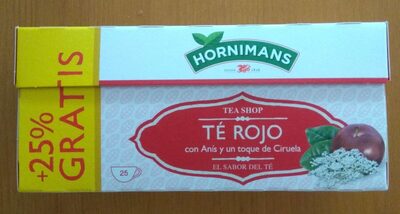 HORNIMANS
+25%
GRATIS
TEA SHOP
TÉ ROJO
con Anís y un toque de Ciruela
EL SABOR DEL TÉ
25